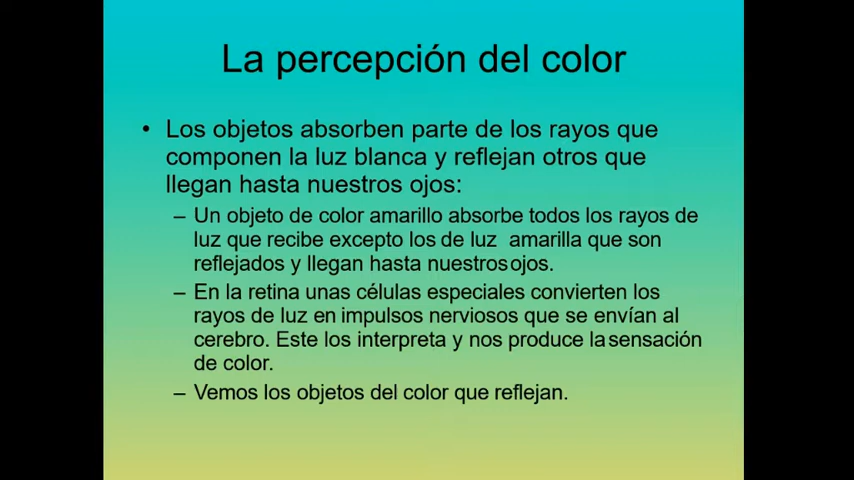 La percepción del color
• Los objetos absorben parte de los rayos que
componen la luz blanca y reflejan otros que
llegan hasta nuestros ojos:
– Un objeto de color amarillo absorbe todos los rayos de
luz que recibe excepto los de luz amarilla que son
reflejados y llegan hasta nuestros ojos.
– En la retina unas células especiales convierten los
rayos de luz en impulsos nerviosos que se envían al
cerebro. Este los interpreta y nos produce la sensación
de color.
– Vemos los objetos del color que reflejan.